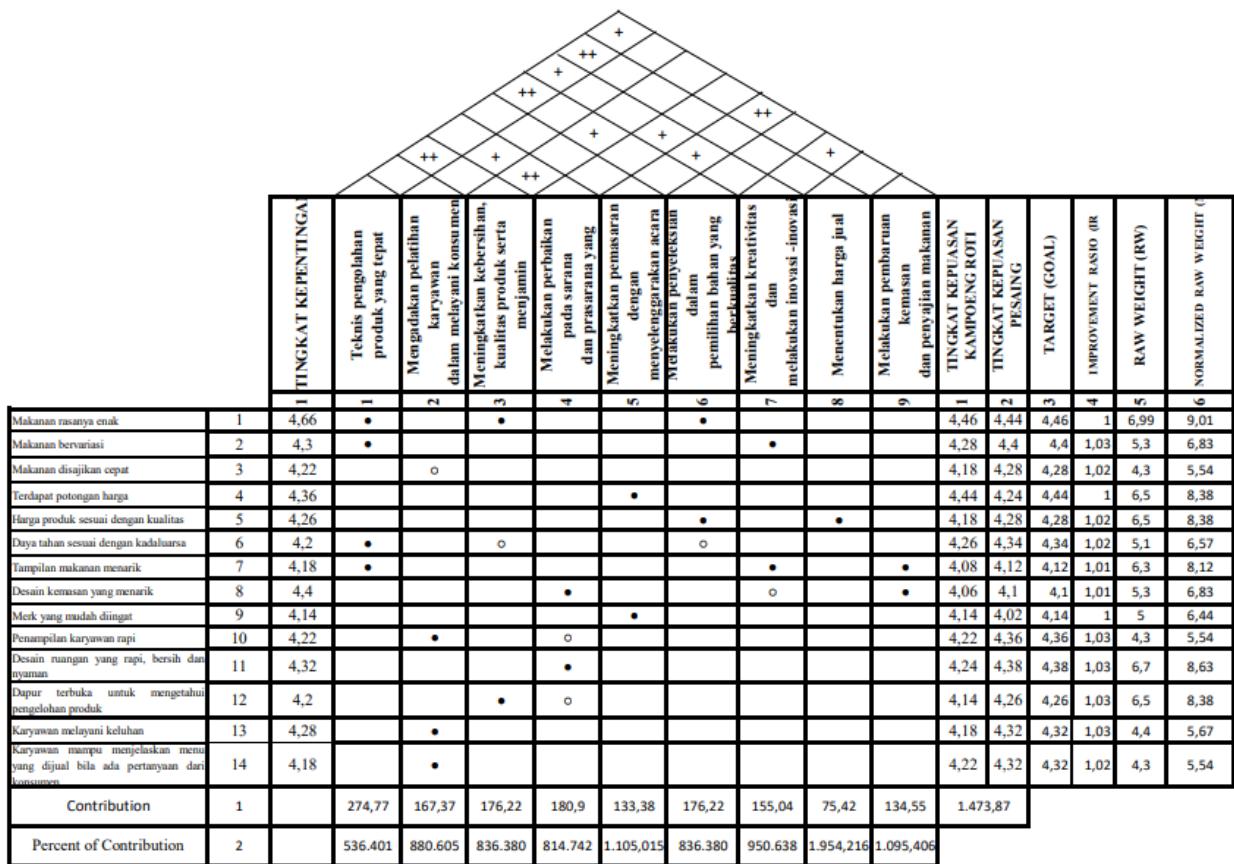 +
++
+
++
++
+
+
++
+
+
++
+
+
TINGKAT KEPENTINGA
Teknis pengolahan
produk yang tepat
Mengadakan pelatihan
karyawan
dalam melayani konsumen
Meningkatkan kebersihan,
kualitas produk serta
menjamin
Melakukan perbaikan
pada sarana
dan prasarana yang
Meningkatkan pemasaran
dengan
menyelenggarakan acara
Melakukan penyeleksian
dalam
pemilihan bahan yang
berkualitas
Meningkatkan kreativitas
dan
melakukan inovasi -inovasi
Menentukan harga jual
Melakukan pembaruan
kemasan
dan penyajian makanan
TINGKAT KEPUASAN
KAMPOENG ROTI
TINGKAT KEPUASAN
PESAING
TARGET (GOAL)
IMPROVEMENT RASIO (IR
RAW WEIGHT (RW)
NORMALIZED RAW WEIGHT (
1 1 2 3 4 5 6 7 8 9 1 2 3 4 5 6
Makanan rasanya enak 1 4,66 ● ● ● 4,46 4,44 4,46 1 6,99 9,01
Makanan bervariasi 2 4,3 ● ● 4,28 4,4 4,4 1,03 5,3 6,83
Makanan disajikan cepat 3 4,22 ○ 4,18 4,28 4,28 1,02 4,3 5,54
Terdapat potongan harga 4 4,36 ● 4,44 4,24 4,44 1 6,5 8,38
Harga produk sesuai dengan kualitas 5 4,26 ● ● 4,18 4,28 4,28 1,02 6,5 8,38
Daya tahan sesuai dengan kadaluarsa 6 4,2 ● ○ ○ 4,26 4,34 4,34 1,02 5,1 6,57
Tampilan makanan menarik 7 4,18 ● ● ● 4,08 4,12 4,12 1,01 6,3 8,12
Desain kemasan yang menarik 8 4,4 ● ○ ● 4,06 4,1 4,1 1,01 5,3 6,83
Merk yang mudah diingat 9 4,14 ● 4,14 4,02 4,14 1 5 6,44
Penampilan karyawan rapi 10 4,22 ● ○ 4,22 4,36 4,36 1,03 4,3 5,54
Desain ruangan yang rapi, bersih dan
nyaman 11 4,32 ● 4,24 4,38 4,38 1,03 6,7 8,63
Dapur terbuka untuk mengetahui
pengelohan produk 12 4,2 ● ○ 4,14 4,26 4,26 1,03 6,5 8,38
Karyawan melayani keluhan 13 4,28 ● 4,18 4,32 4,32 1,03 4,4 5,67
Karyawan mampu menjelaskan menu
yang dijual bila ada pertanyaan dari
konsumen 14 4,18 ● 4,22 4,32 4,32 1,02 4,3 5,54
Contribution 1 274,77 167,37 176,22 180,9 133,38 176,22 155,04 75,42 134,55 1.473,87
Percent of Contribution 2 536.401 880.605 836.380 814.742 1.105,015 836.380 950.638 1.954,216 1.095,406